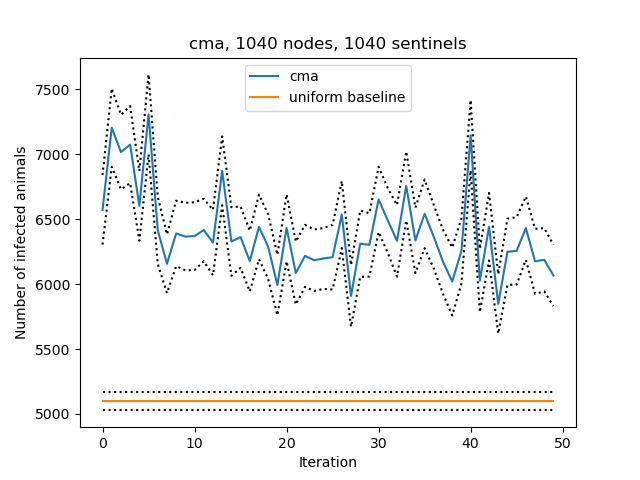 cma, 1040 nodes, 1040 sentinels
cma
uniform baseline
Number of infected animals
7500
7000
6500
6000
5500
5000
0 10 20 30 40 50
Iteration